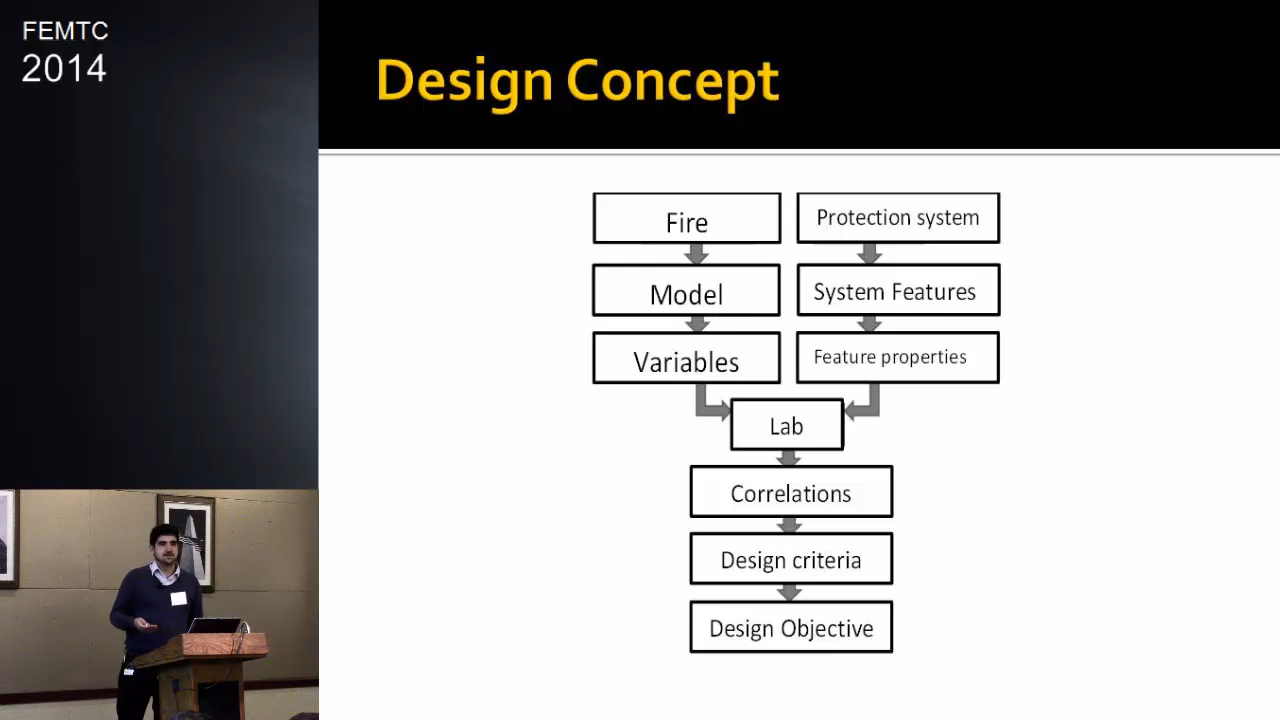 FEMTC
2014
Design Concept
Fire
Protection system
Model
System Features
Variables
Feature properties
Lab
Correlations
Design criteria
Design Objective